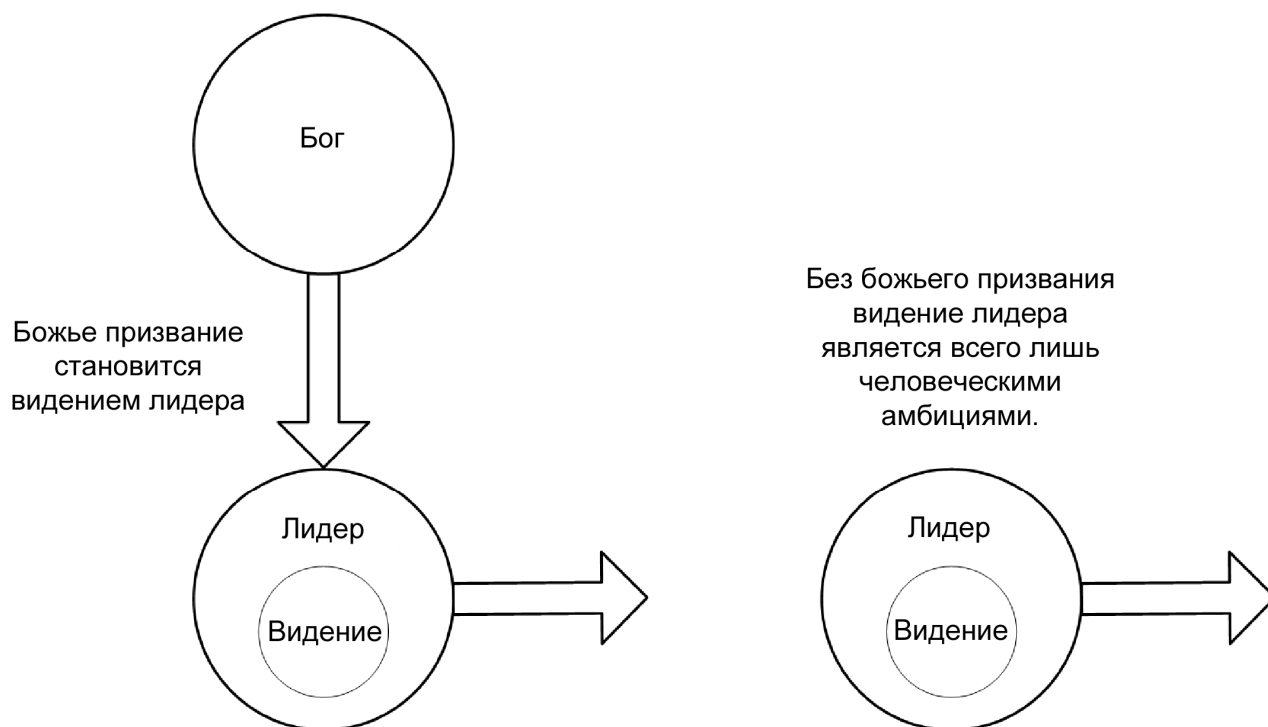 Бог
Божье призвание
становится
видением лидера
Лидер
Видение
Без божьего призвания
видение лидера
является всего лишь
человеческими
амбициями.
Лидер
Видение